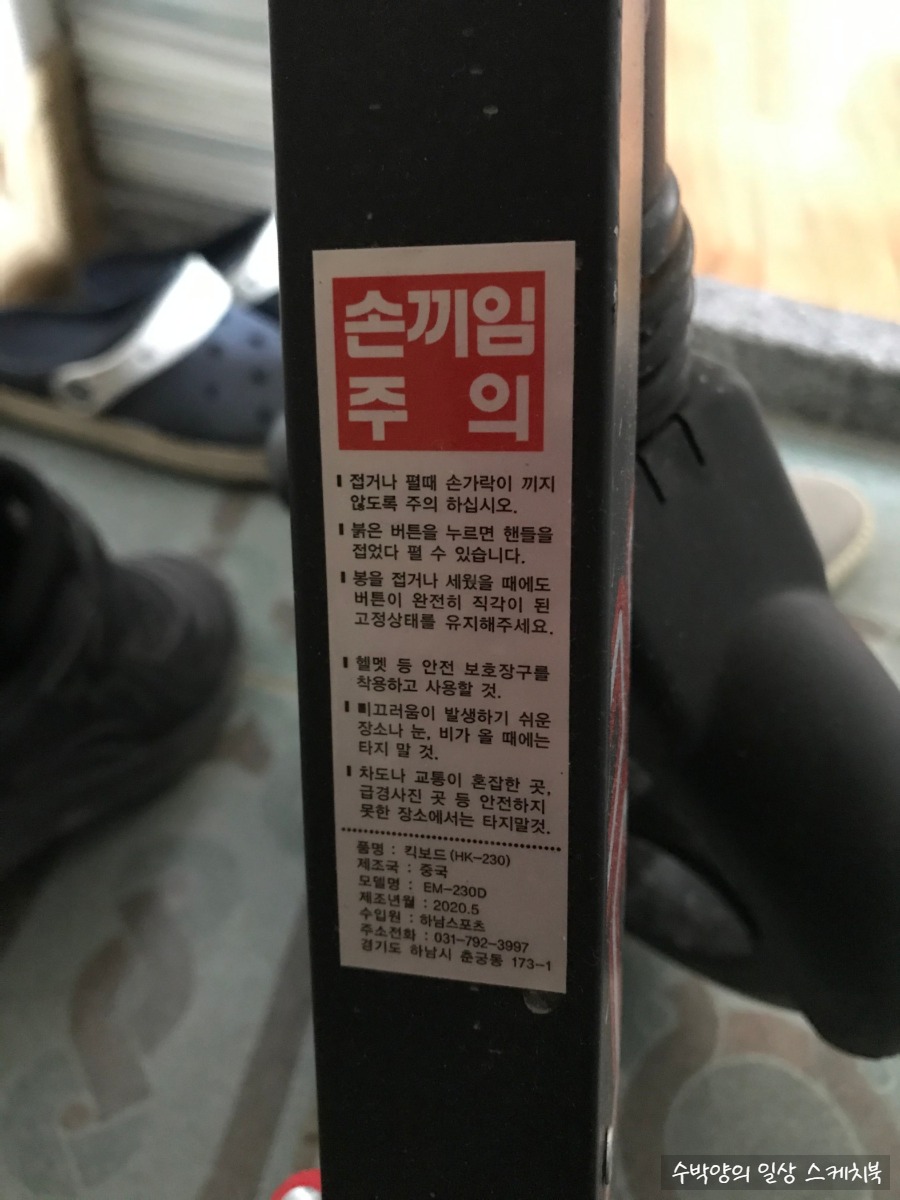 손끼임
주의
접거나 펼때 손가락이 끼지
않도록 주의 하십시오.
붉은 버튼을 누르면 핸들을
접었다 펼 수 있습니다.
봉을 접거나 세웠을 때에도
버튼이 완전히 직각이 된
고정상태를 유지해주세요.
헬멧 등 안전 보호장구를
착용하고 사용할 것.
미끄러움이 발생하기 쉬운
장소나 눈, 비가 올 때에는
타지 말 것.
차도나 교통이 혼잡한 곳,
급경사진 곳 등 안전하지
못한 장소에서는 타지말것.
품명 : 킥보드(HK-230)
제조국 : 중국
모델명 : EM-230D
제조년월 : 2020.5
수입원 : 하남스포츠
주소전화 : 031-792-3997
경기도 하남시 춘궁동 173-1
수박양의 일상 스케치북